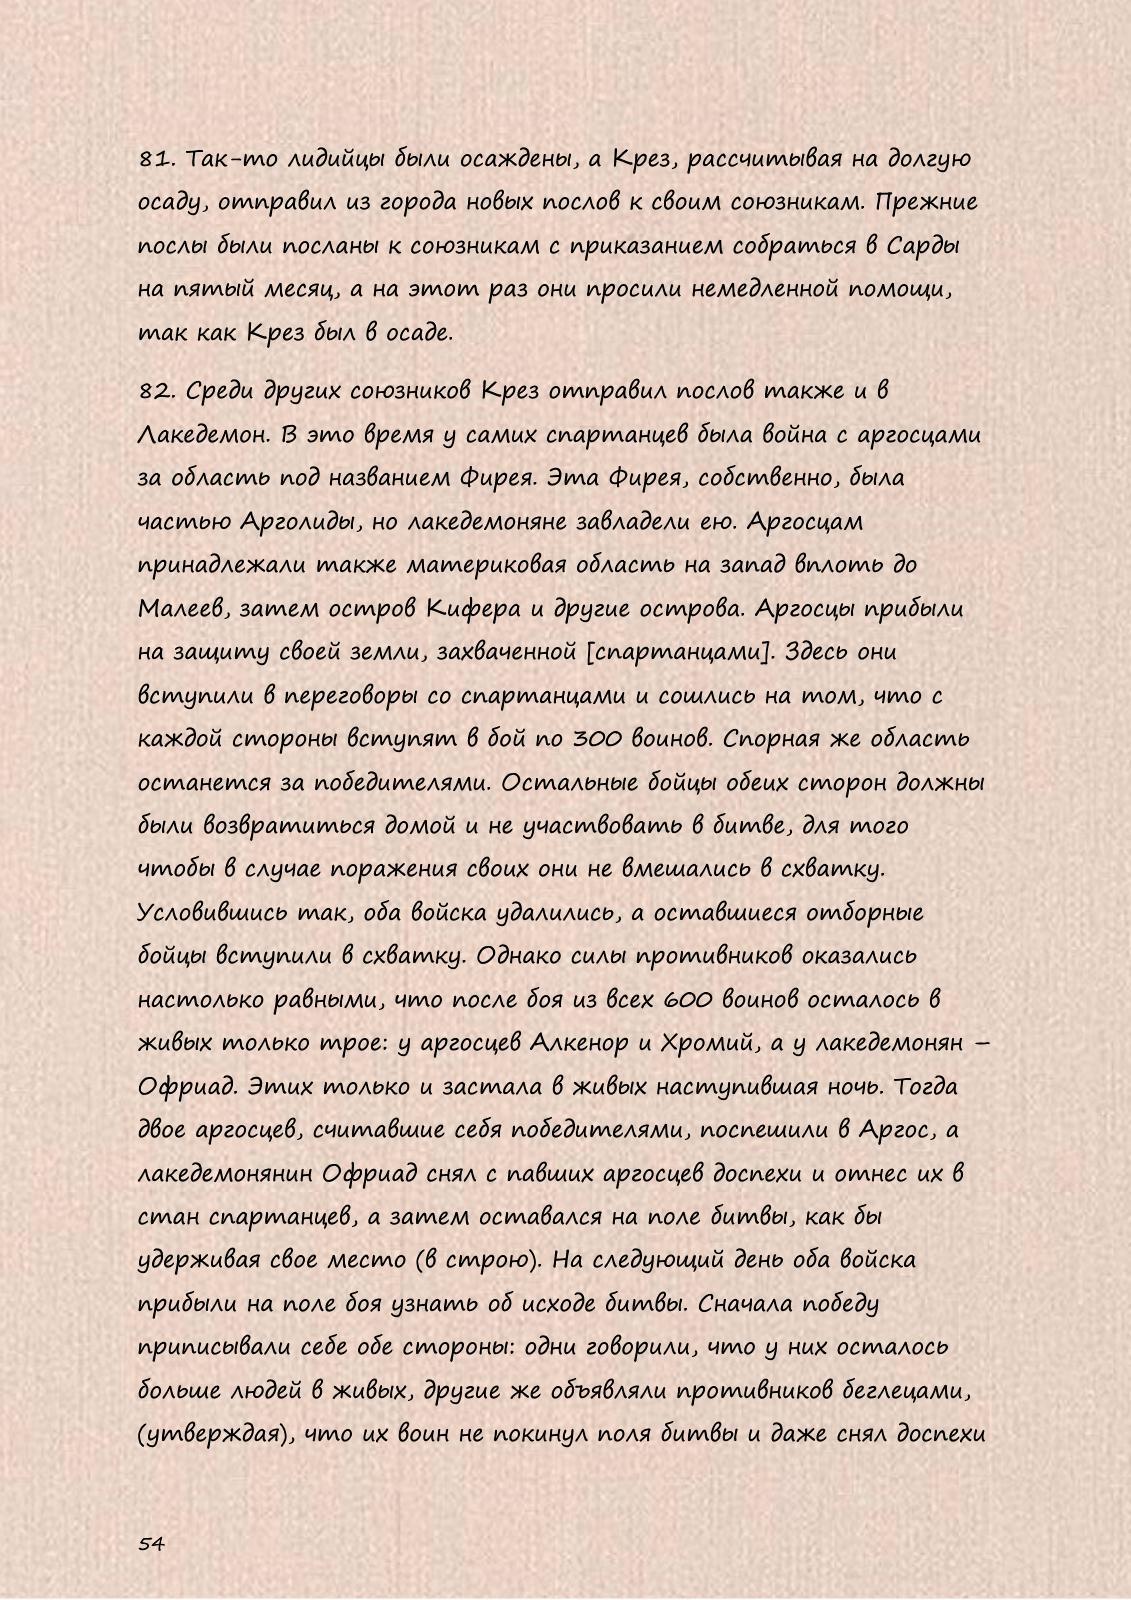 81. Так-то лидийцы были осаждены, а Крез, рассчитывая на долгую
осаду, отправил из города новых послов к своим союзникам. Прежние
послы были посланы к союзникам с приказанием собраться в Сарды
на пятый месяц, а на этот раз они просили немедленной помощи,
так как Крез был в осаде.
82. Среди других союзников Крез отправил послов также и в
Лакедемон. В это время у самих спартанцев была война с аргосцами
за область под названием Фирея. Эта Фирея, собственно, была
частью Арголиды, но лакедемоняне завладели ею. Аргосцам
принадлежали также материковая область на запад вплоть до
Малеев, затем остров Кифера и другие острова. Аргосцы прибыли
на защиту своей земли, захваченной [спартанцами]. Здесь они
вступили в переговоры со спартанцами и сошлись на том, что с
каждой стороны вступят в бой по 300 воинов. Спорная же область
останется за победителями. Остальные бойцы обеих сторон должны
были возвратиться домой и не участвовать в битве, для того
чтобы в случае поражения своих они не вмешались в схватку.
Условившись так, оба войска удалились, а оставшиеся отборные
бойцы вступили в схватку. Однако силы противников оказались
настолько равными, что после боя из всех 600 воинов осталось в
живых только трое: у аргосцев Алкенор и Хромий, а у лакедемонян –
Офриад. Этих только и застала в живых наступившая ночь. Тогда
двое аргосцев, считавшие себя победителями, поспешили в Аргос, а
лакедемонянин Офриад снял с павших аргосцев доспехи и отнес их в
стан спартанцев, а затем оставался на поле битвы, как бы
удерживая свое место (в строю). На следующий день оба войска
прибыли на поле боя узнать об исходе битвы. Сначала победу
приписывали себе обе стороны: одни говорили, что у них осталось
больше людей в живых, другие же объявляли противников беглецами,
(утверждая), что их воин не покинул поля битвы и даже снял доспехи
54